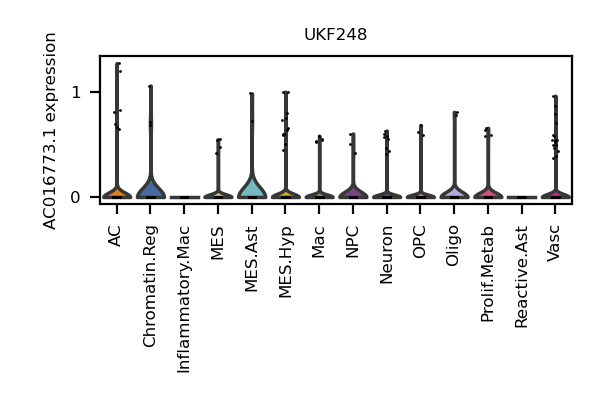 UKF248
AC016773.1 expression
1
0
AC
Chromatin.Reg
Inflammatory.Mac
MES
MES.Ast
MES.Hyp
Mac
NPC
Neuron
OPC
Oligo
Prolif.Metab
Reactive.Ast
Vasc